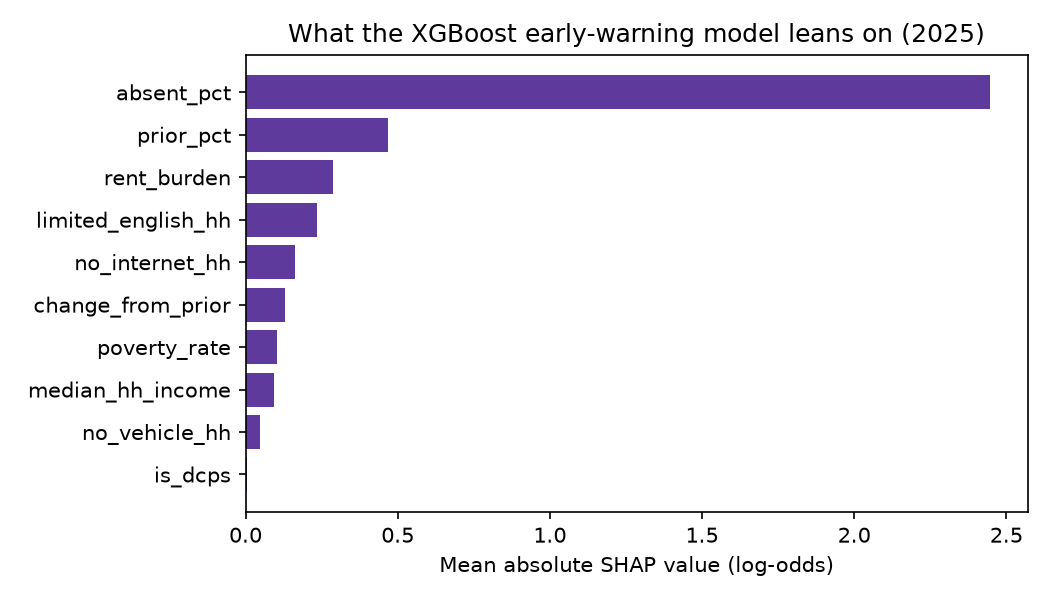 What the XGBoost early-warning model leans on (2025)
absent_pct
prior_pct
rent_burden
limited_english_hh
no_internet_hh
change_from_prior
poverty_rate
median_hh_income
no_vehicle_hh
is_dcps
0.0 0.5 1.0 1.5 2.0 2.5
Mean absolute SHAP value (log-odds)